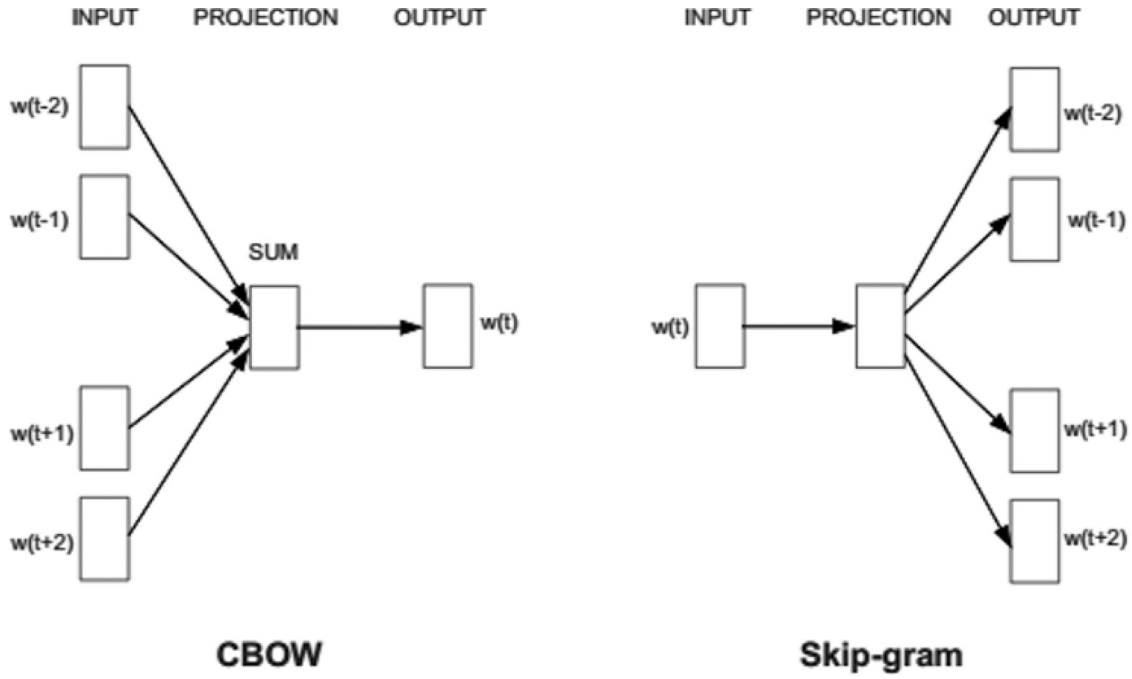 INPUT PROJECTION OUTPUT
w(t-2)
w(t-1)
SUM
w(t)
w(t+1)
w(t+2)
CBOW
INPUT PROJECTION OUTPUT
w(t-2)
w(t-1)
w(t)
w(t+1)
w(t+2)
Skip-gram